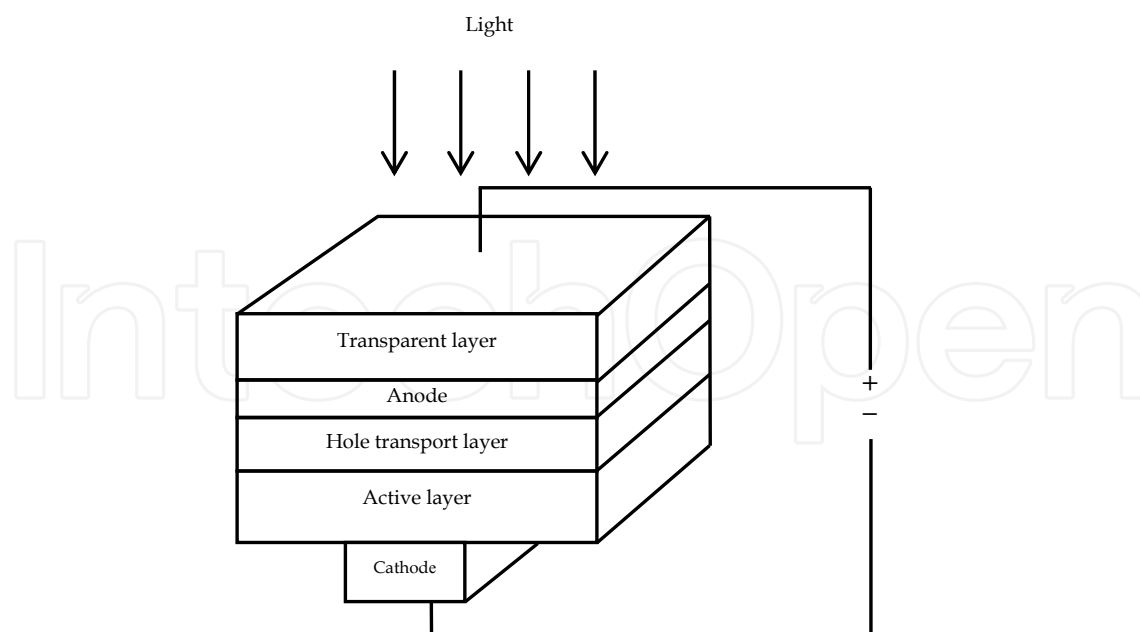 Light
IntechOpen
Transparent layer
+
Anode
−
Hole transport layer
Active layer
Cathode